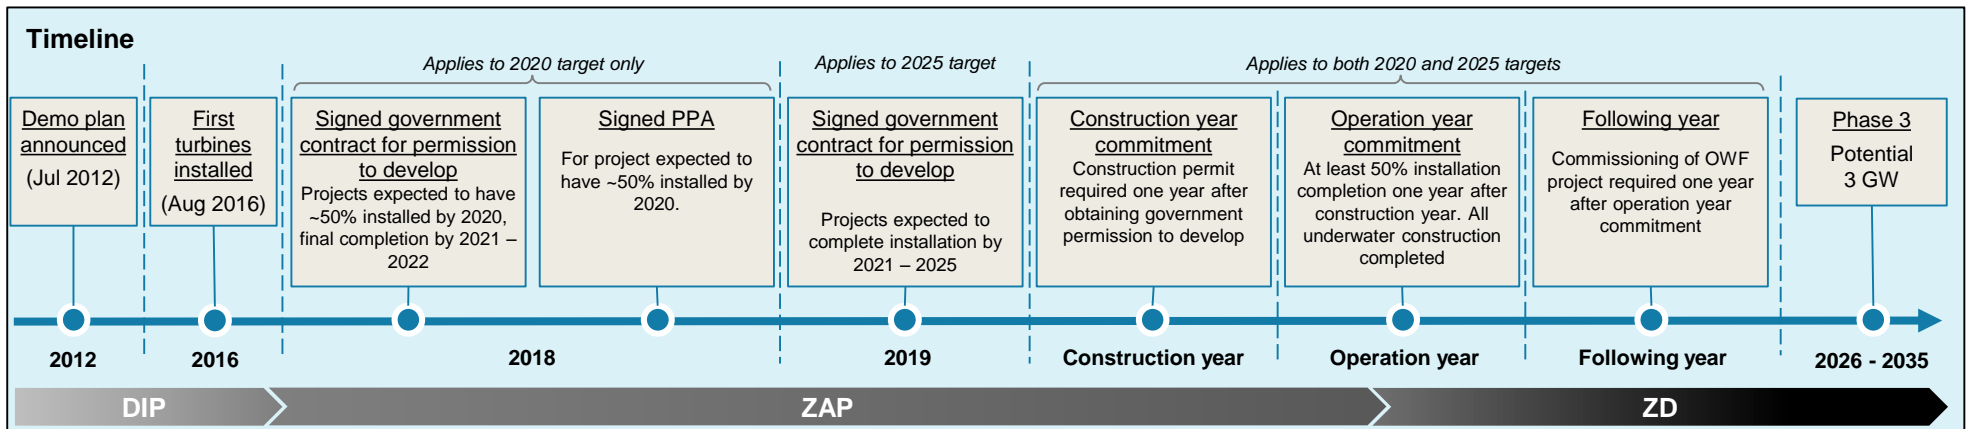 Timeline
Applies to 2020 target only
Applies to 2025 target
Applies to both 2020 and 2025 targets
Demo plan
announced
(Jul 2012)
First
turbines
installed
(Aug 2016)
Signed government
contract for permission
to develop
Projects expected to have
~50% installed by 2020,
final completion by 2021 –
2022
Signed PPA
For project expected to
have ~50% installed by
2020.
Signed government
contract for permission
to develop
Projects expected to
complete installation by
2021 – 2025
Construction year
commitment
Construction permit
required one year after
obtaining government
permission to develop
Operation year
commitment
At least 50% installation
completion one year after
construction year. All
underwater construction
completed
Following year
Commissioning of OWF
project required one year
after operation year
commitment
Phase 3
Potential
3 GW
2012
2016
2018
2019
Construction year
Operation year
Following year
2026 - 2035
DIP
ZAP
ZD